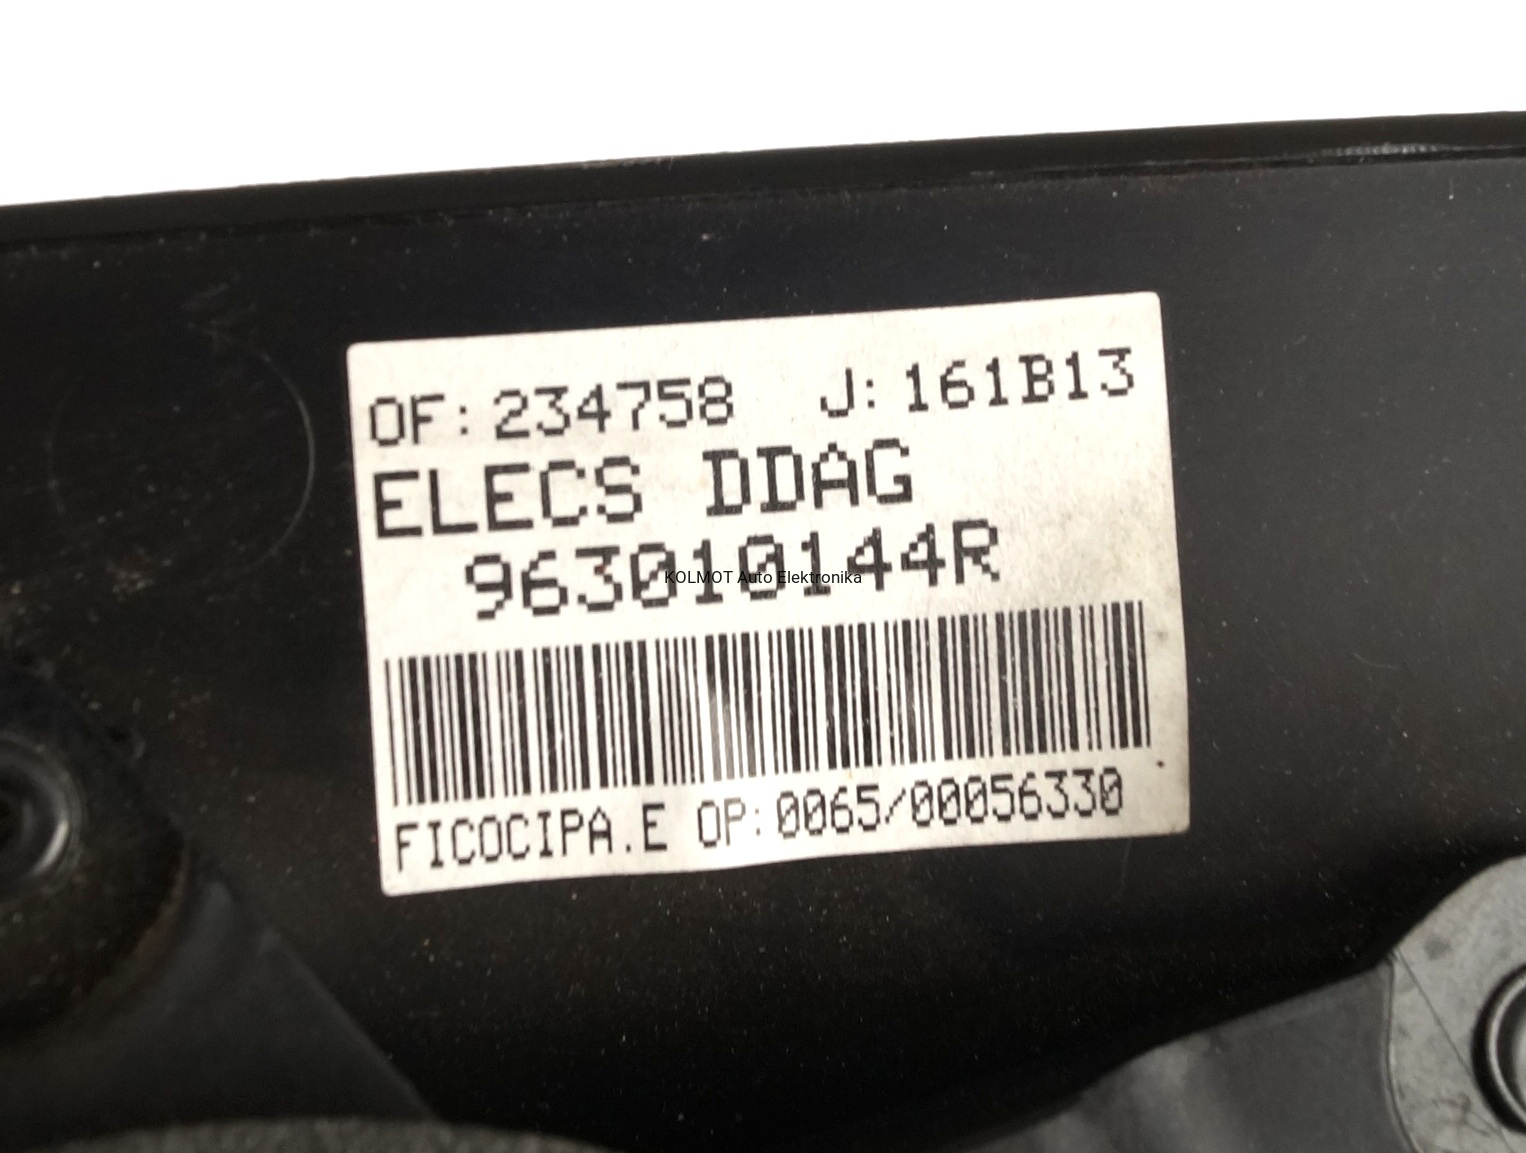 OF: 234758 J: 161B13
ELECS DDAG
963010144R
KOLMOT Auto Elektronika
FICOCIPA.E OP: 0065/00056330